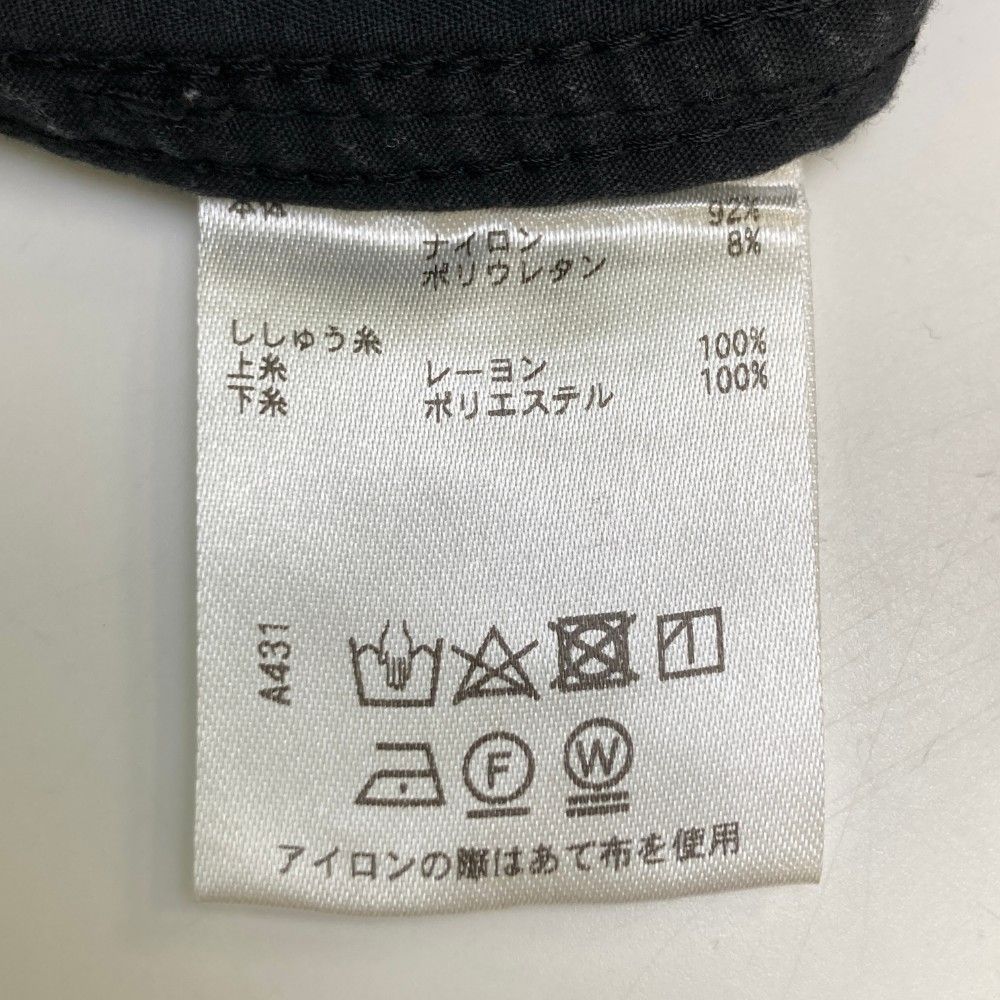 本体 92%
ナイロン 8%
ポリウレタン
ししゅう糸
上糸 レーヨン 100%
下糸 ポリエステル 100%
A431
F W
アイロンの際はあて布を使用